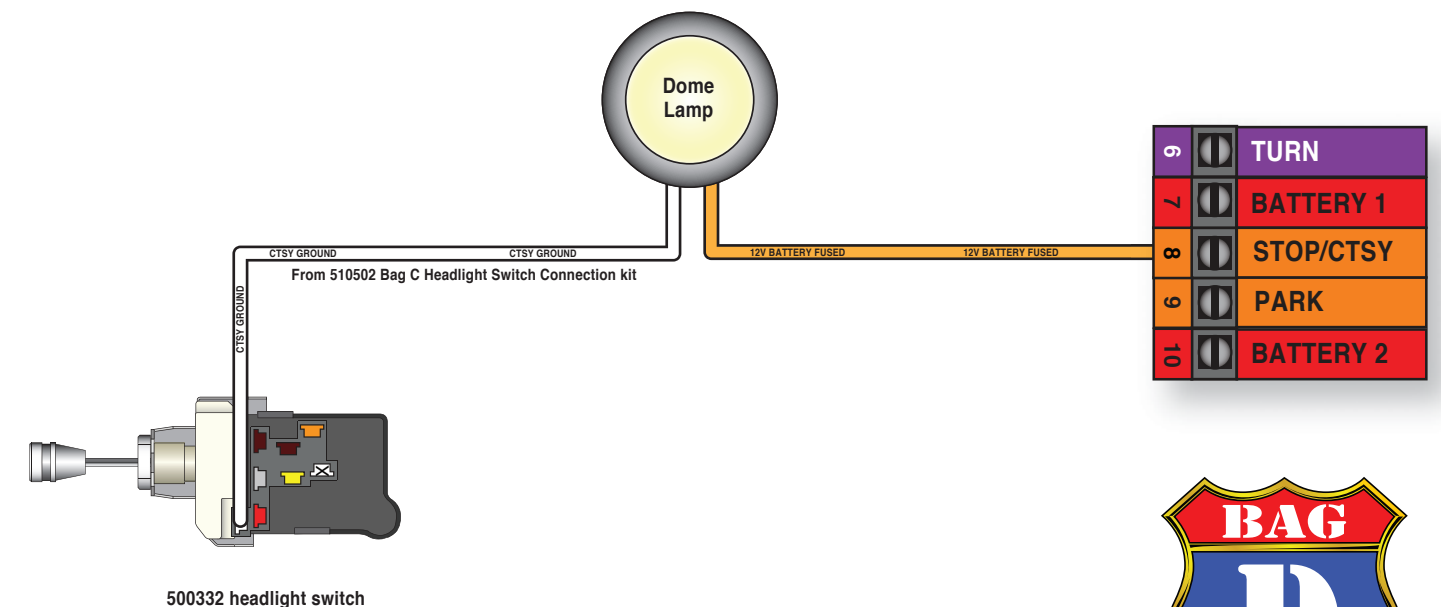 Dome
Lamp
6 TURN
7 BATTERY 1
8 STOP/CTSY
9 PARK
10 BATTERY 2
CTSY GROUND CTSY GROUND
12V BATTERY FUSED 12V BATTERY FUSED
From 510502 Bag C Headlight Switch Connection kit
CTSY GROUND
BAG
500332 headlight switch